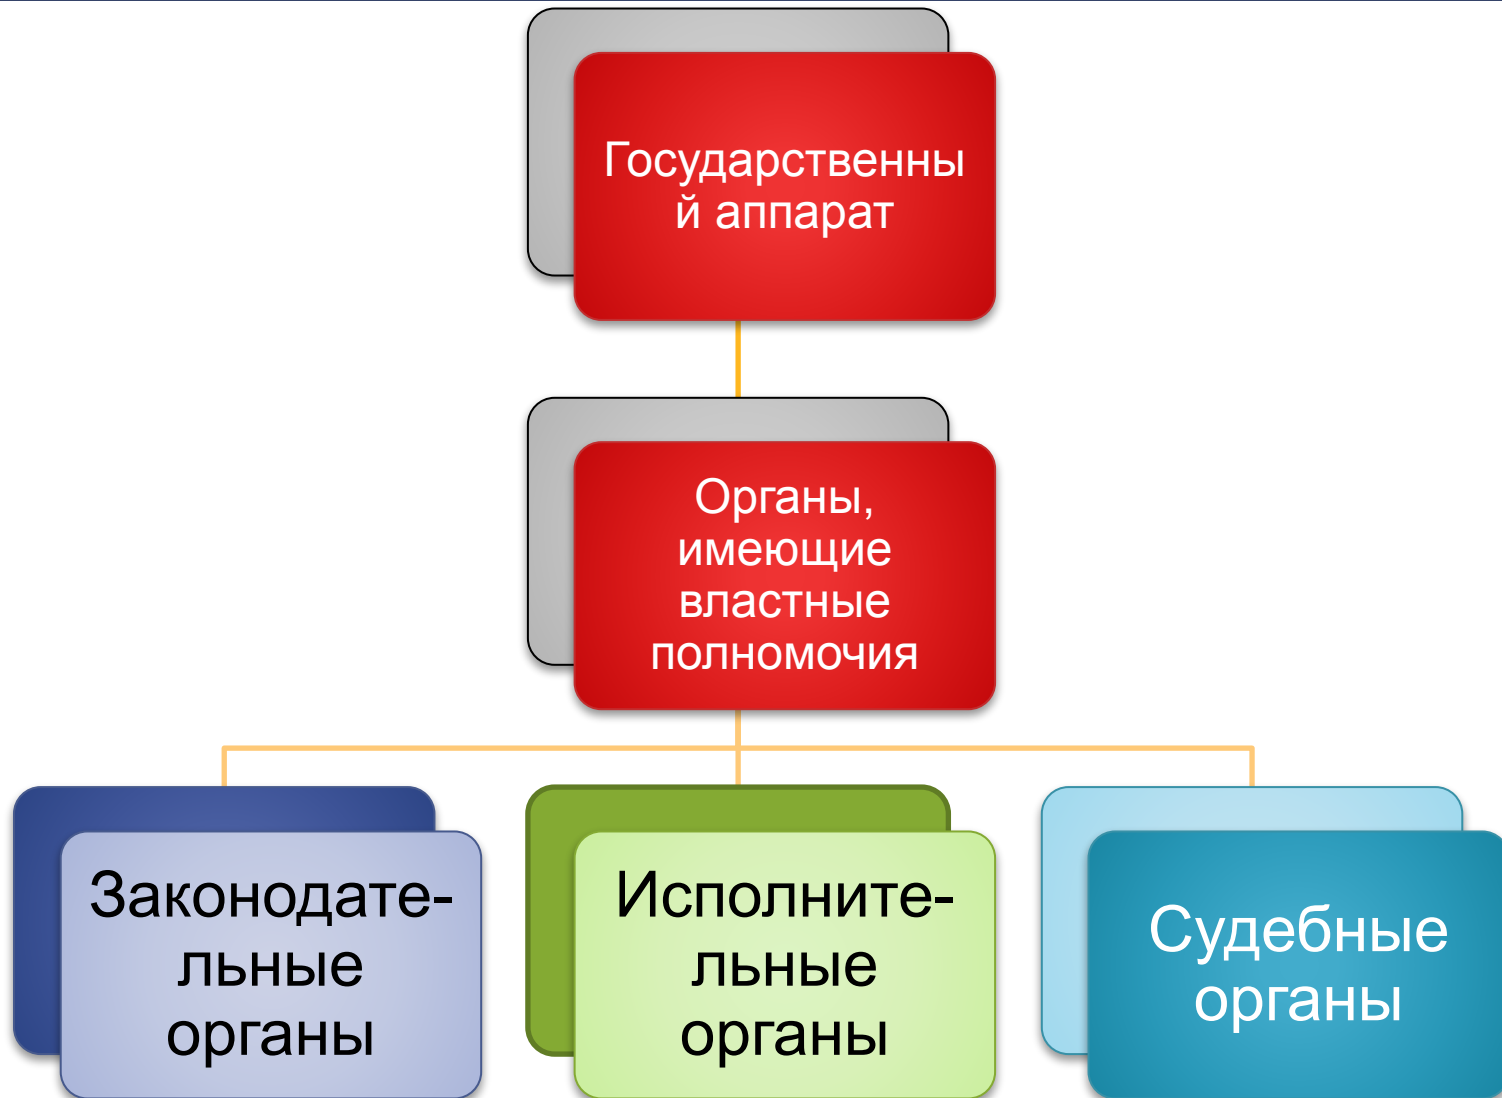 Государственны
й аппарат
Органы,
имеющие
властные
полномочия
Законодате-
льные
органы
Исполните-
льные
органы
Судебные
органы